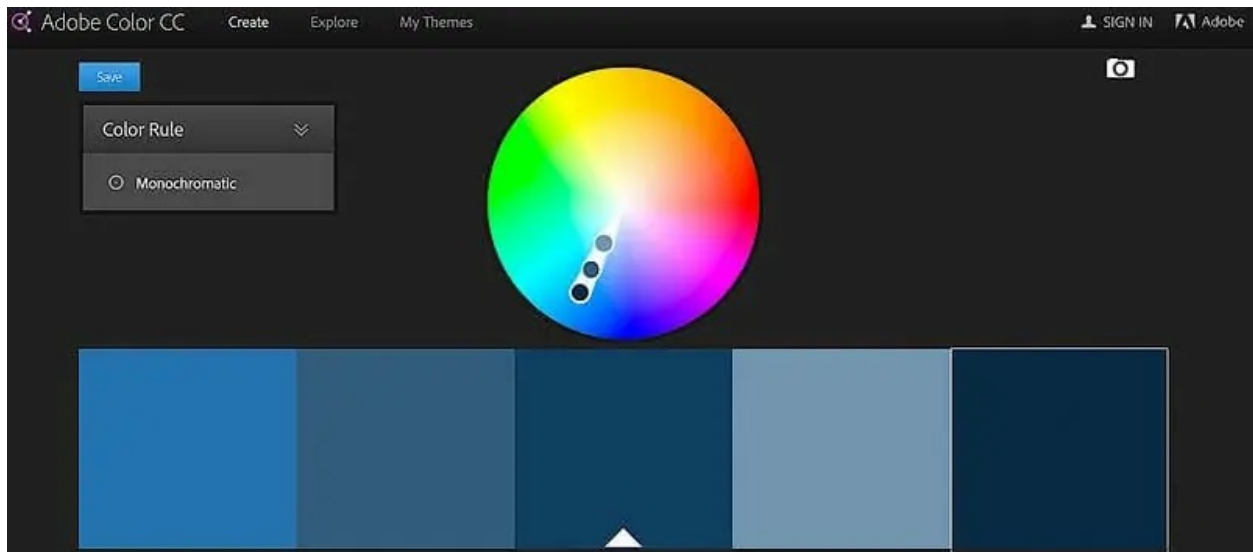 Adobe Color CC Create Explore My Themes SIGN IN Adobe
Save
Color Rule
Monochromatic